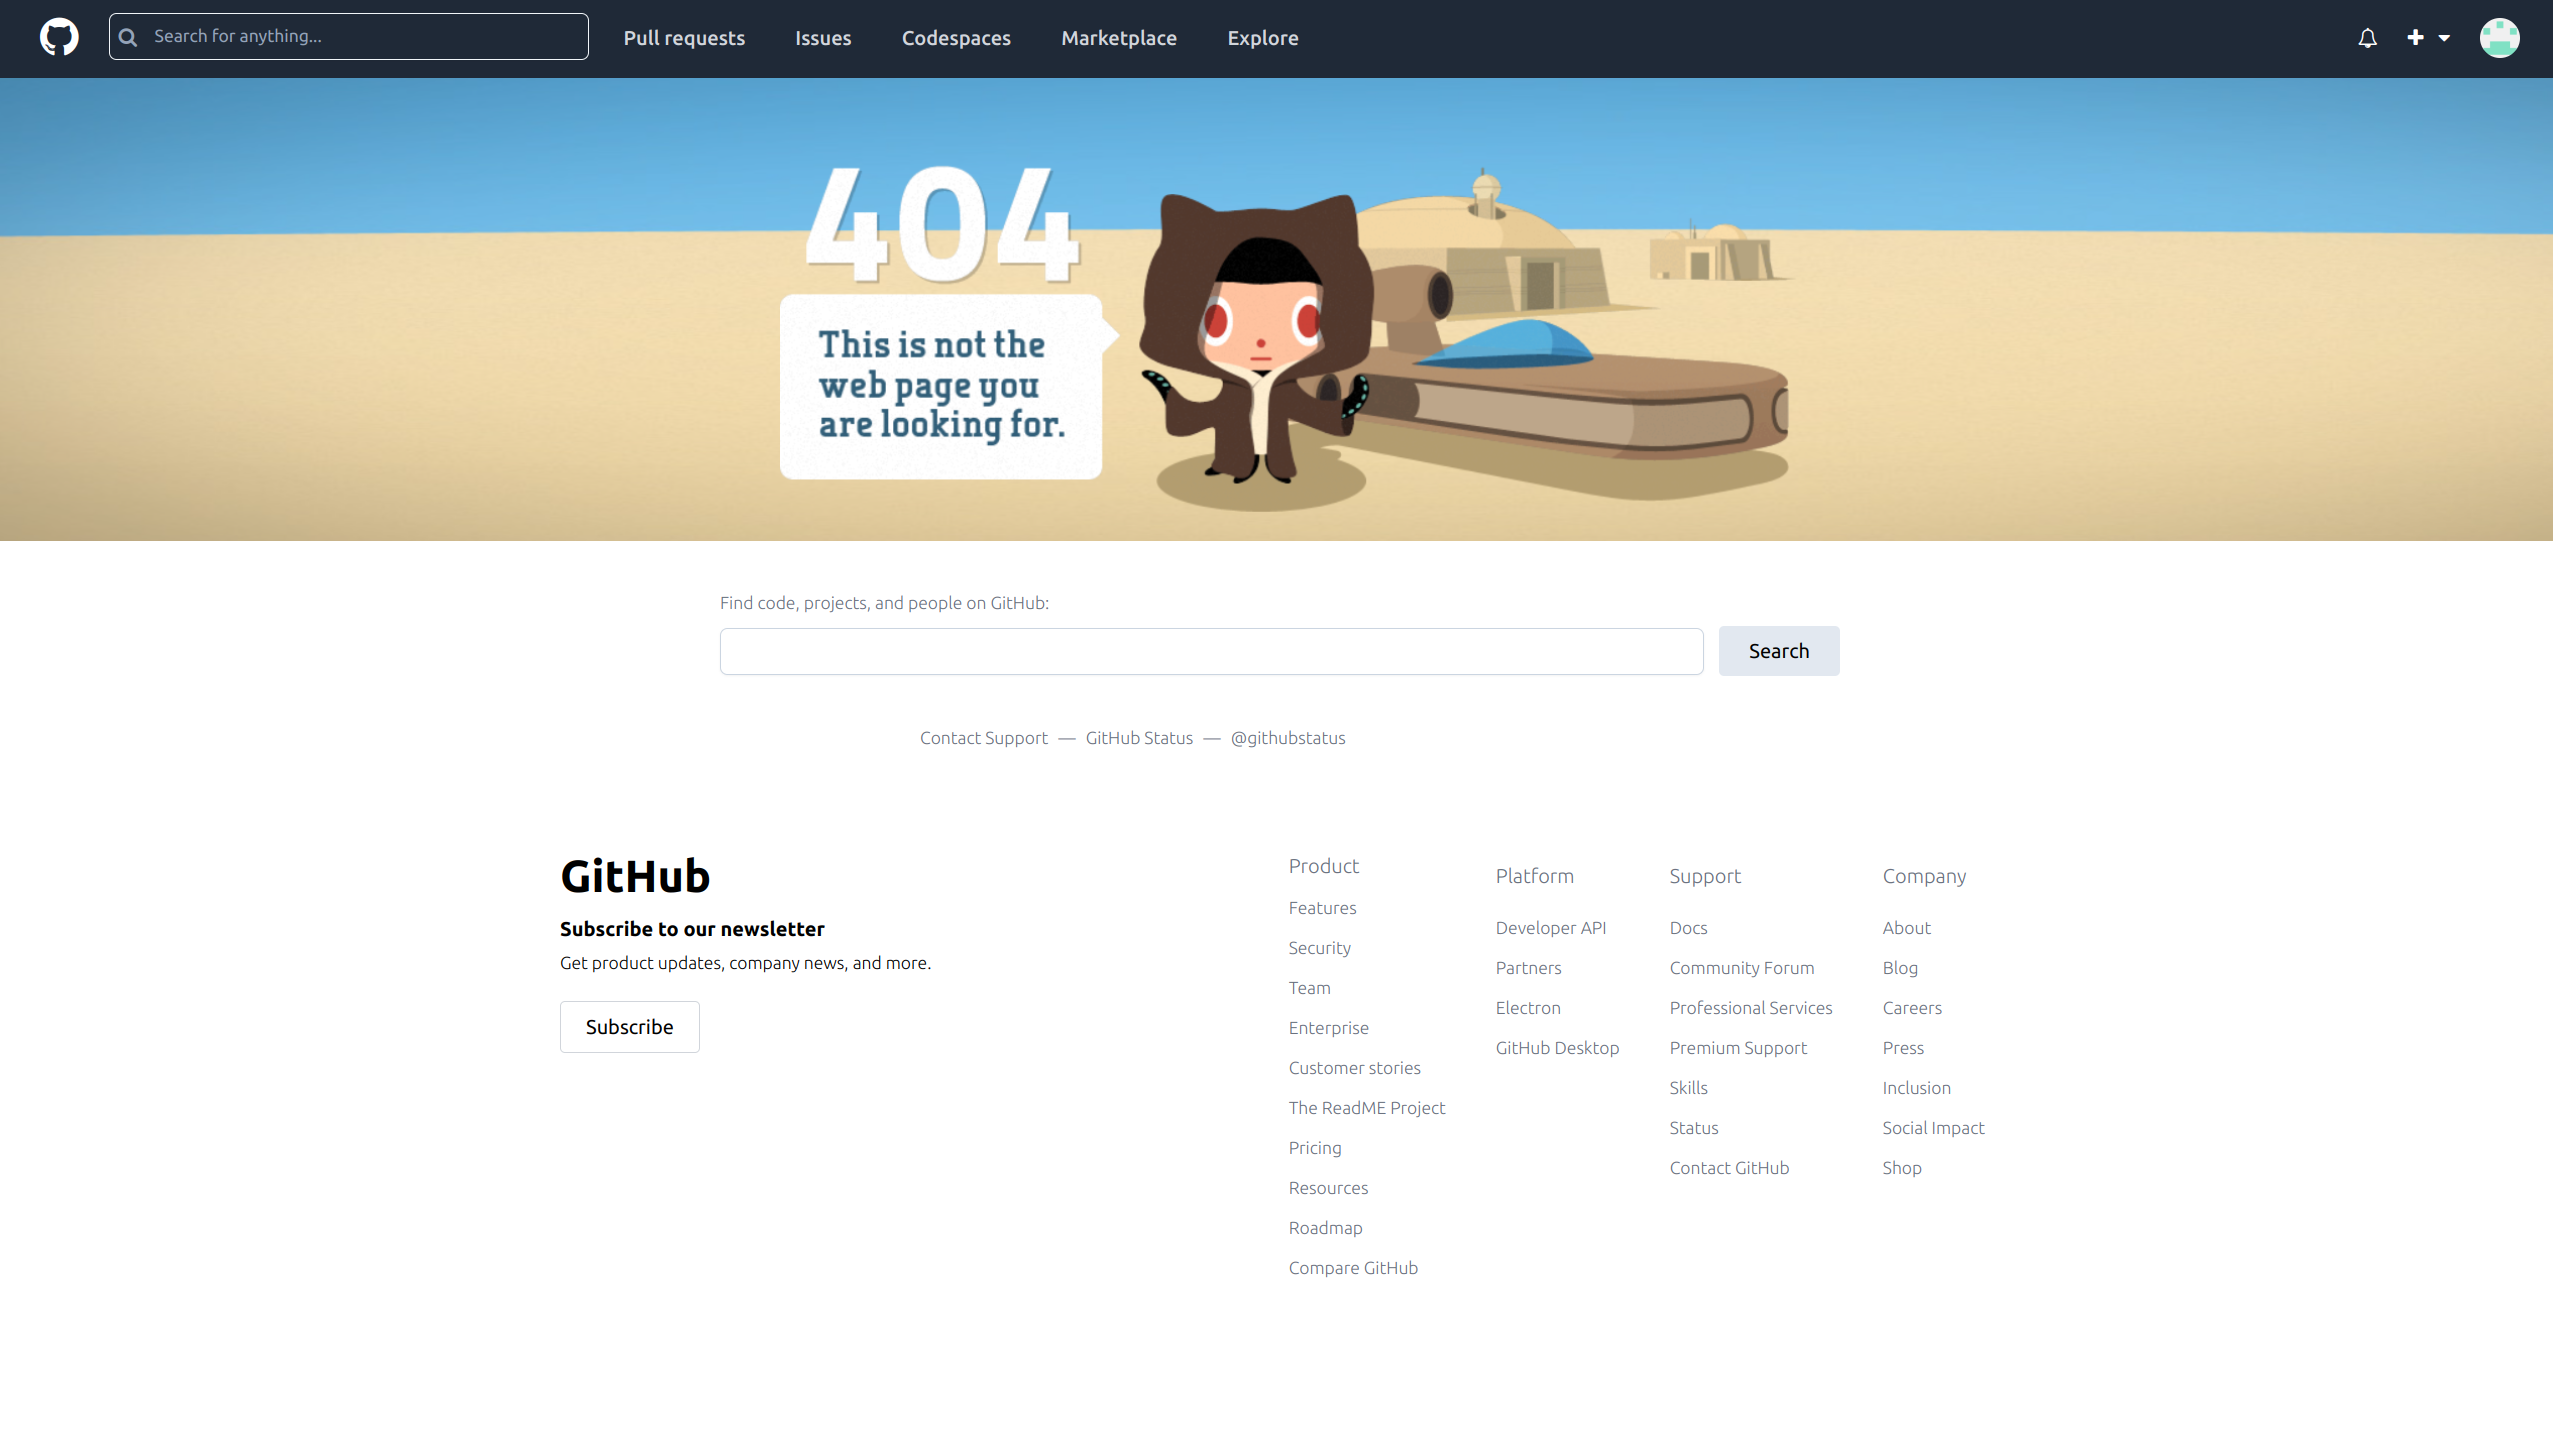 Search for anything...
Pull requests
Issues
Codespaces
Marketplace
Explore
404
This is not the
web page you
are looking for.
Find code, projects, and people on GitHub:
Search
Contact Support — GitHub Status — @githubstatus
GitHub
Subscribe to our newsletter
Get product updates, company news, and more.
Subscribe
Product
Features
Security
Team
Enterprise
Customer stories
The ReadME Project
Pricing
Resources
Roadmap
Compare GitHub
Platform
Developer API
Partners
Electron
GitHub Desktop
Support
Docs
Community Forum
Professional Services
Premium Support
Skills
Status
Contact GitHub
Company
About
Blog
Careers
Press
Inclusion
Social Impact
Shop